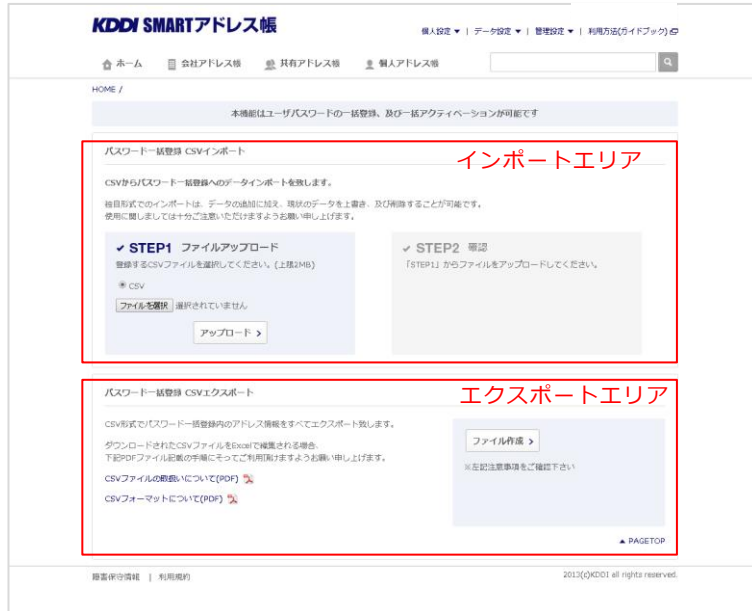 KDDI SMARTアドレス帳
個人設定 ▼ | データ設定 ▼ | 管理設定 ▼ | 利用方法(ガイドブック)
ホーム 会社アドレス帳 共有アドレス帳 個人アドレス帳
HOME /
本機能はユーザパスワードの一括登録、及び一括アクティベーションが可能です
パスワード一括登録 CSVインポート
インポートエリア
CSVからパスワード一括登録へのデータインポートを致します。
独自形式でのインポートは、データの追加に加え、現状のデータを上書き、及び削除することが可能です。
使用に関しましては十分ご注意いただけますようお願い申し上げます。
STEP1 ファイルアップロード
登録するCSVファイルを選択してください。(上限2MB)
CSV
ファイルを選択 選択されていません
アップロード >
STEP2 確認
「STEP1」からファイルをアップロードしてください。
パスワード一括登録 CSVエクスポート
エクスポートエリア
CSV形式でパスワード一括登録内のアドレス情報をすべてエクスポート致します。
ダウンロードされたCSVファイルをExcelで編集される場合、
下記PDFファイル記載の手順にそってご利用頂けますようお願い申し上げます。
CSVファイルの取扱いについて(PDF)
CSVフォーマットについて(PDF)
ファイル作成 >
※左記注意事項をご確認下さい
▲ PAGETOP
障害保守情報 | 利用規約
2013(c)KDDI all rights reserved.